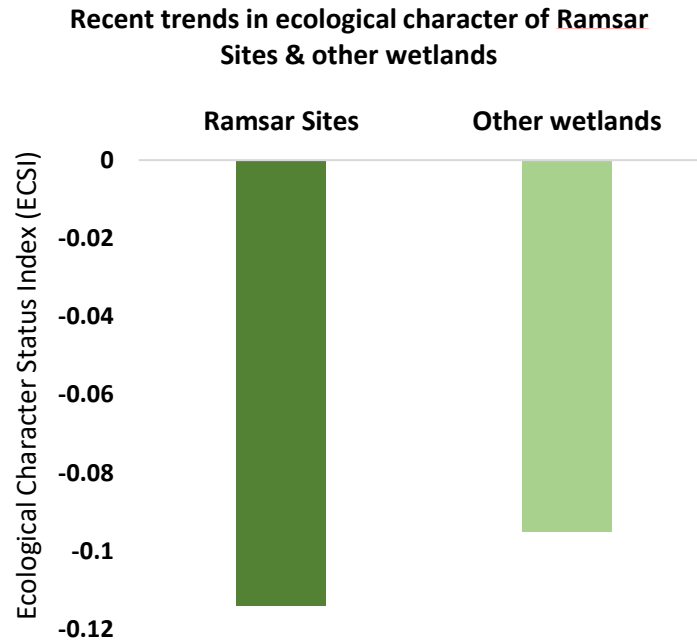 Recent trends in ecological character of Ramsar
Sites & other wetlands
Ramsar Sites
Other wetlands
Ecological Character Status Index (ECSI)
0
-0.02
-0.04
-0.06
-0.08
-0.1
-0.12